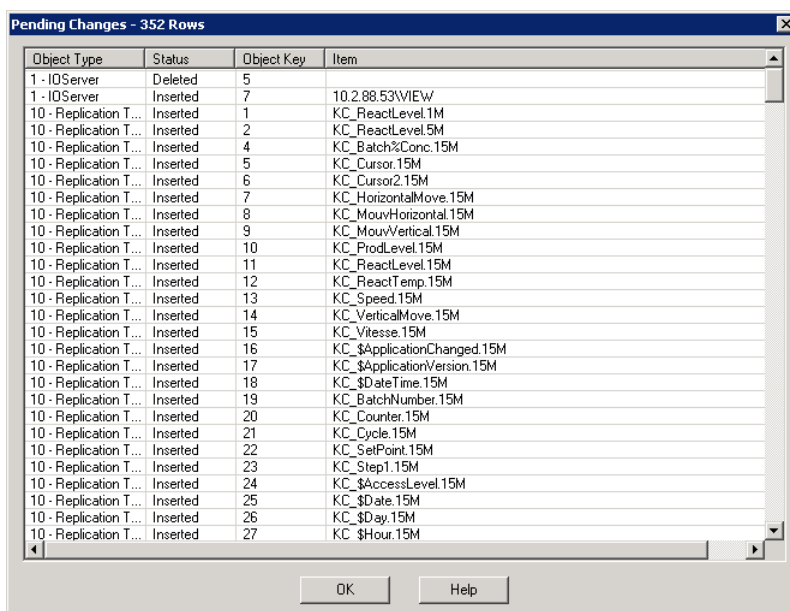 Pending Changes - 352 Rows
Object Type Status Object Key Item
1 - IOServer Deleted 5
1 - IOServer Inserted 7 10.2.88.53\VIEW
10 - Replication T... Inserted 1 KC_ReactLevel.1M
10 - Replication T... Inserted 2 KC_ReactLevel.5M
10 - Replication T... Inserted 4 KC_Batch%Conc.15M
10 - Replication T... Inserted 5 KC_Cursor.15M
10 - Replication T... Inserted 6 KC_Cursor2.15M
10 - Replication T... Inserted 7 KC_HorizontalMove.15M
10 - Replication T... Inserted 8 KC_MouvHorizontal.15M
10 - Replication T... Inserted 9 KC_MouvVertical.15M
10 - Replication T... Inserted 10 KC_ProdLevel.15M
10 - Replication T... Inserted 11 KC_ReactLevel.15M
10 - Replication T... Inserted 12 KC_ReactTemp.15M
10 - Replication T... Inserted 13 KC_Speed.15M
10 - Replication T... Inserted 14 KC_VerticalMove.15M
10 - Replication T... Inserted 15 KC_Vitesse.15M
10 - Replication T... Inserted 16 KC_$ApplicationChanged.15M
10 - Replication T... Inserted 17 KC_$ApplicationVersion.15M
10 - Replication T... Inserted 18 KC_$DateTime.15M
10 - Replication T... Inserted 19 KC_BatchNumber.15M
10 - Replication T... Inserted 20 KC_Counter.15M
10 - Replication T... Inserted 21 KC_Cycle.15M
10 - Replication T... Inserted 22 KC_SetPoint.15M
10 - Replication T... Inserted 23 KC_Step1.15M
10 - Replication T... Inserted 24 KC_$AccessLevel.15M
10 - Replication T... Inserted 25 KC_$Date.15M
10 - Replication T... Inserted 26 KC_$Day.15M
10 - Replication T... Inserted 27 KC_$Hour.15M
OK Help